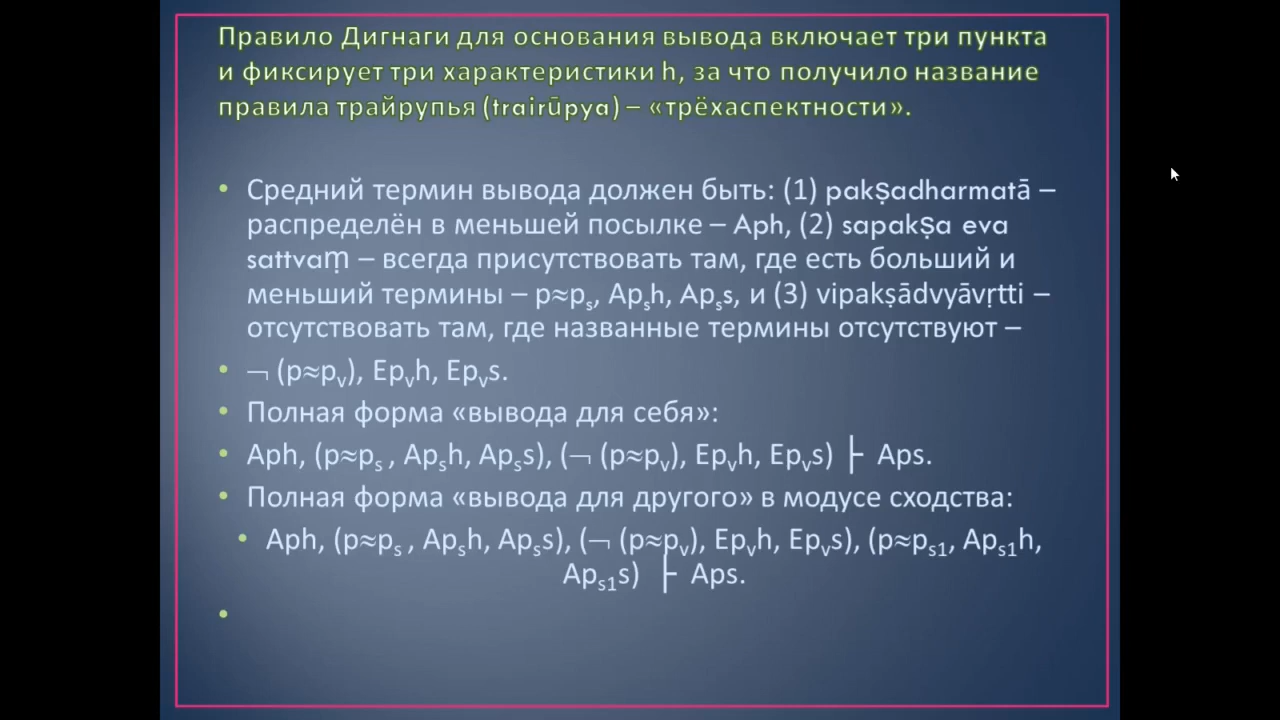 Правило Дигнаги для основания вывода включает три пункта
и фиксирует три характеристики h, за что получило название
правила трайрупья (trairūpya) – «трёхаспектности».
• Средний термин вывода должен быть: (1) pakṣadharmatā –
распределён в меньшей посылке – Aph, (2) sapakṣa eva
sattvaṃ – всегда присутствовать там, где есть больший и
меньший термины – p≈pₛ, Apₛh, Apₛs, и (3) vipakṣādvyāvṛtti –
отсутствовать там, где названные термины отсутствуют –
• ¬ (p≈pᵥ), Epᵥh, Epᵥs.
• Полная форма «вывода для себя»:
• Aph, (p≈pₛ , Apₛh, Apₛs), (¬ (p≈pᵥ), Epᵥh, Epᵥs) ├ Aps.
• Полная форма «вывода для другого» в модусе сходства:
• Aph, (p≈pₛ , Apₛh, Apₛs), (¬ (p≈pᵥ), Epᵥh, Epᵥs), (p≈pₛ₁, Apₛ₁h,
Apₛ₁s) ├ Aps.
•